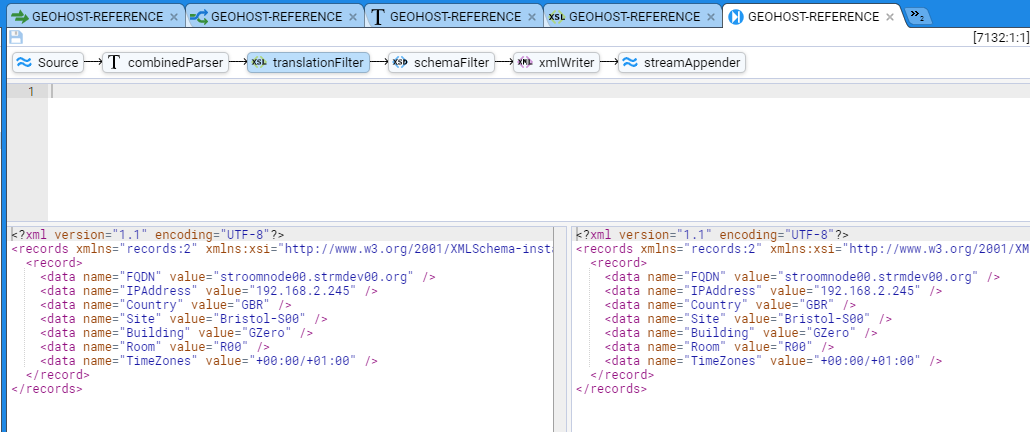 GEOHOST-REFERENCE × GEOHOST-REFERENCE × T GEOHOST-REFERENCE × XSL GEOHOST-REFERENCE × GEOHOST-REFERENCE × »2
[7132:1:1]
Source T combinedParser XSL translationFilter XSD schemaFilter XML xmlWriter streamAppender
1
<?xml version="1.1" encoding="UTF-8"?>
<records xmlns="records:2" xmlns:xsi="http://www.w3.org/2001/XMLSchema-insta
<record>
<data name="FQDN" value="stroomnode00.strmdev00.org" />
<data name="IPAddress" value="192.168.2.245" />
<data name="Country" value="GBR" />
<data name="Site" value="Bristol-S00" />
<data name="Building" value="GZero" />
<data name="Room" value="R00" />
<data name="TimeZones" value="+00:00/+01:00" />
</record>
</records>
<?xml version="1.1" encoding="UTF-8"?>
<records xmlns="records:2" xmlns:xsi="http://www.w3.org/2001/XM
<record>
<data name="FQDN" value="stroomnode00.strmdev00.org" />
<data name="IPAddress" value="192.168.2.245" />
<data name="Country" value="GBR" />
<data name="Site" value="Bristol-S00" />
<data name="Building" value="GZero" />
<data name="Room" value="R00" />
<data name="TimeZones" value="+00:00/+01:00" />
</record>
</records>